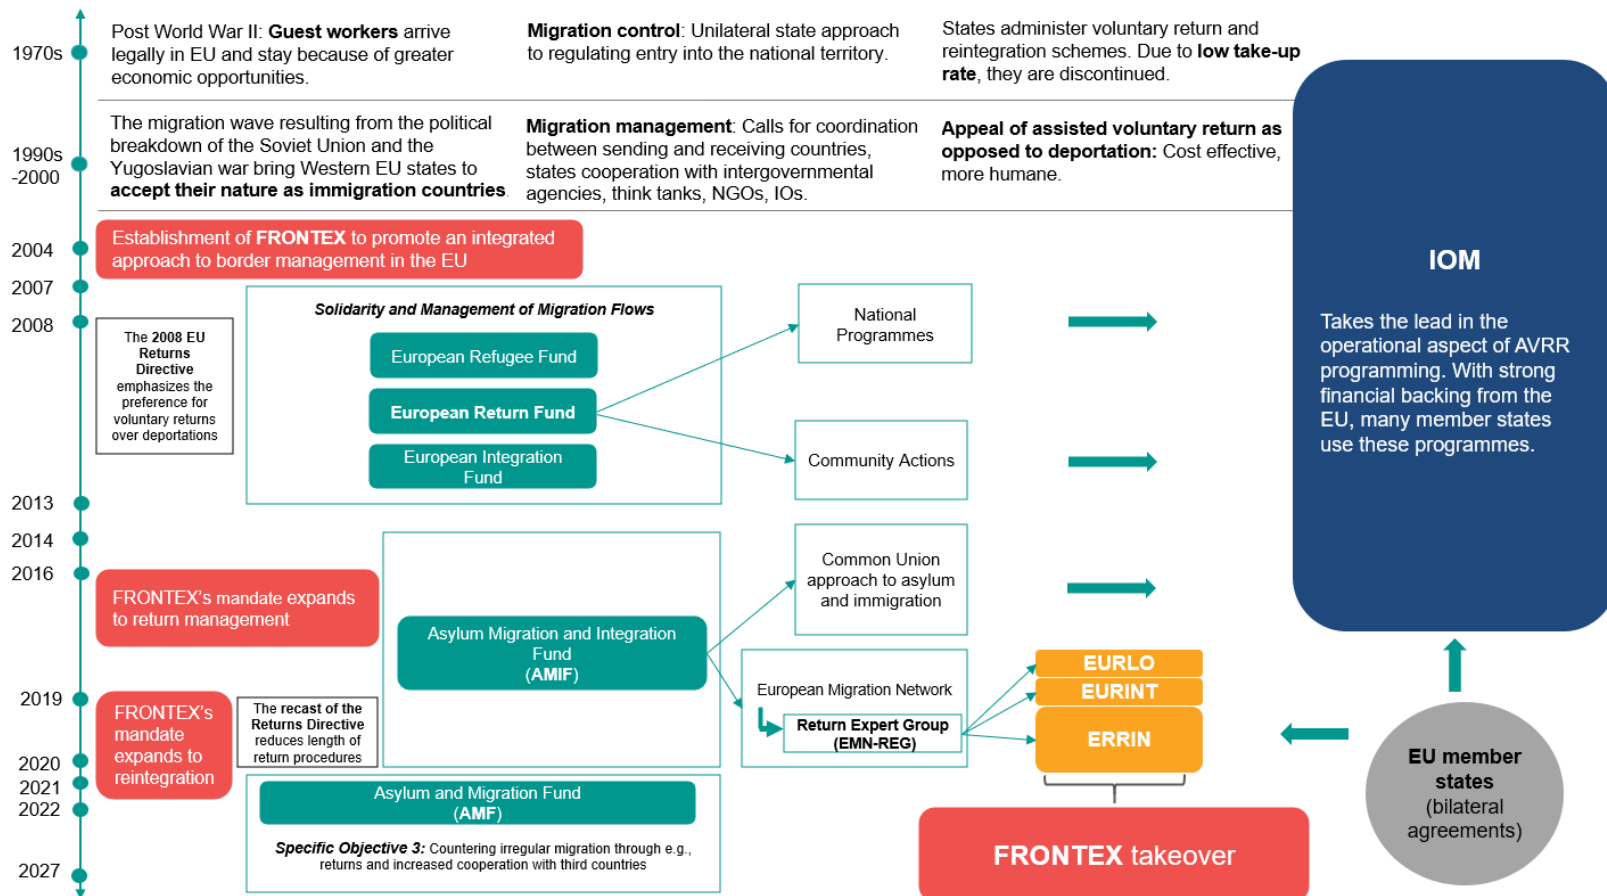 1970s
Post World War II: Guest workers arrive
legally in EU and stay because of greater
economic opportunities.
Migration control: Unilateral state approach
to regulating entry into the national territory.
States administer voluntary return and
reintegration schemes. Due to low take-up
rate, they are discontinued.
1990s
-2000
The migration wave resulting from the political
breakdown of the Soviet Union and the
Yugoslavian war bring Western EU states to
accept their nature as immigration countries.
Migration management: Calls for coordination
between sending and receiving countries,
states cooperation with intergovernmental
agencies, think tanks, NGOs, IOs.
Appeal of assisted voluntary return as
opposed to deportation: Cost effective,
more humane.
2004
Establishment of FRONTEX to promote an integrated
approach to border management in the EU
2007
2008
The 2008 EU
Returns
Directive
emphasizes the
preference for
voluntary returns
over deportations
Solidarity and Management of Migration Flows
European Refugee Fund
European Return Fund
European Integration
Fund
National
Programmes
Community Actions
IOM
Takes the lead in the
operational aspect of AVRR
programming. With strong
financial backing from the
EU, many member states
use these programmes.
2013
2014
2016
FRONTEX's mandate expands
to return management
Asylum Migration and Integration
Fund
(AMIF)
Common Union
approach to asylum
and immigration
European Migration Network
Return Expert Group
(EMN-REG)
EURLO
EURINT
ERRIN
2019
FRONTEX's
mandate
expands to
reintegration
The recast of the
Returns Directive
reduces length of
return procedures
2020
2021
2022
Asylum and Migration Fund
(AMF)
Specific Objective 3: Countering irregular migration through e.g.,
returns and increased cooperation with third countries
2027
FRONTEX takeover
EU member
states
(bilateral
agreements)